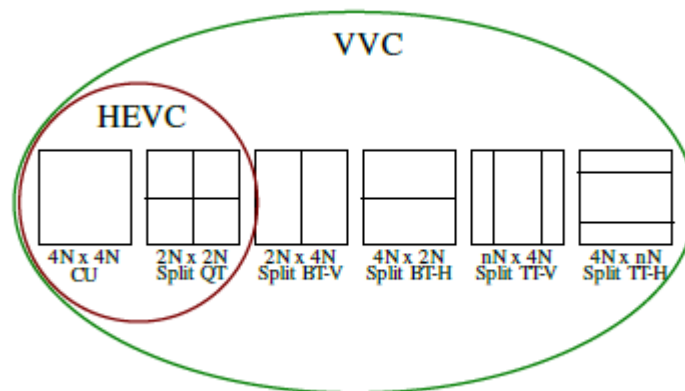 VVC
HEVC
4N x 4N
CU
2N x 2N
Split QT
2N x 4N
Split BT-V
4N x 2N
Split BT-H
nN x 4N
Split TT-V
4N x nN
Split TT-H